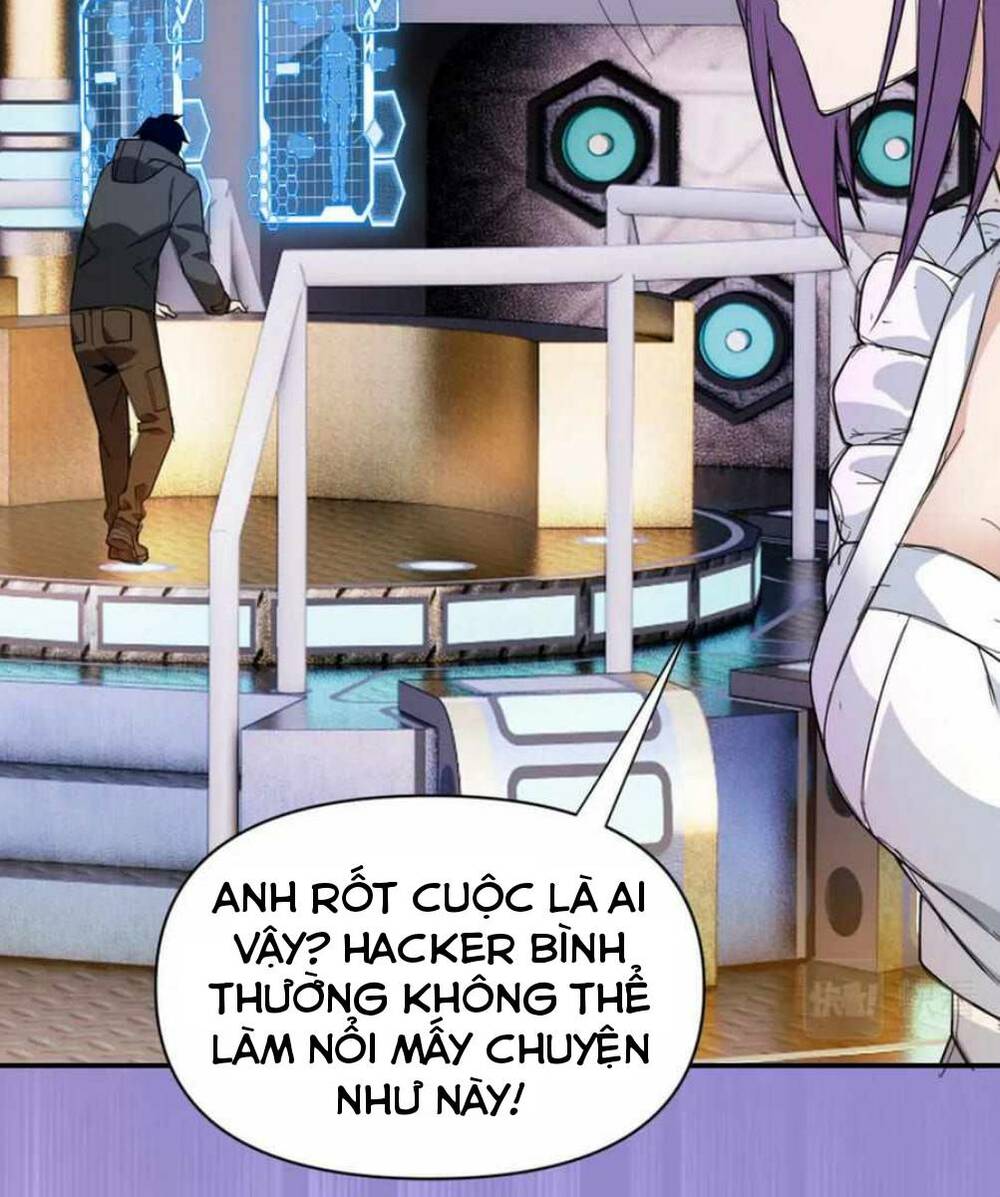 ANH RỐT CUỘC LÀ AI
VẬY? HACKER BÌNH
THƯỜNG KHÔNG THỂ
LÀM NỔI MẤY CHUYỆN
NHƯ NÀY!